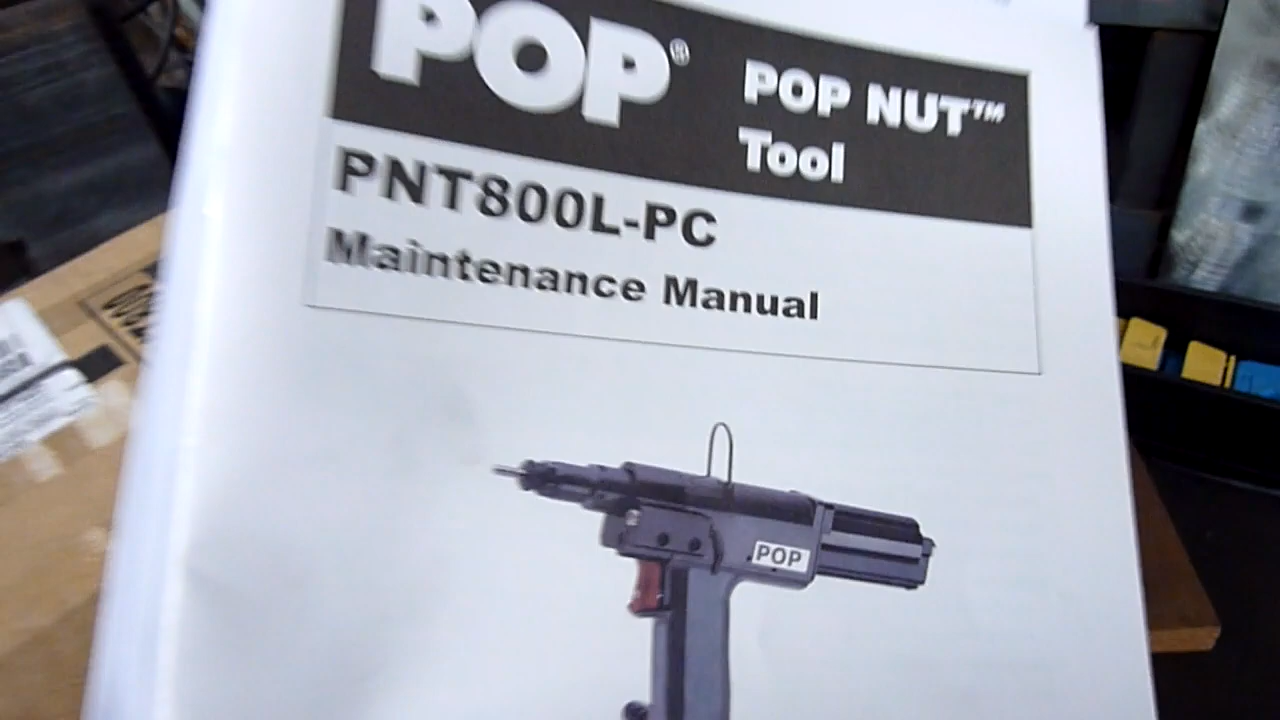 POP® POP NUT™
Tool
PNT800L-PC
Maintenance Manual
POP